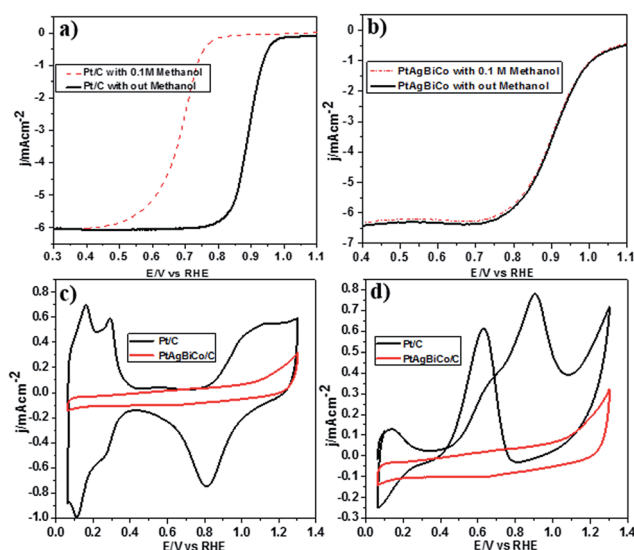 a)
0
-1
-2
-3
-4
-5
-6
-7
Pt/C with 0.1M Methanol
Pt/C with out Methanol
j/mAcm-2
0.3 0.4 0.5 0.6 0.7 0.8 0.9 1.0 1.1
E/V vs RHE
b)
0
-1
-2
-3
-4
-5
-6
-7
PtAgBiCo with 0.1 M Methanol
PtAgBiCo with out Methanol
j/mAcm-2
0.4 0.5 0.6 0.7 0.8 0.9 1.0 1.1
E/V vs RHE
c)
0.8
0.6
0.4
0.2
0.0
-0.2
-0.4
-0.6
-0.8
-1.0
Pt/C
PtAgBiCo/C
j/mAcm-2
0.0 0.2 0.4 0.6 0.8 1.0 1.2 1.4
E/V vs RHE
d)
0.8
0.7
0.6
0.5
0.4
0.3
0.2
0.1
0.0
-0.1
-0.2
-0.3
Pt/C
PtAgBiCo/C
j/mAcm-2
0.0 0.2 0.4 0.6 0.8 1.0 1.2 1.4
E/V vs RHE